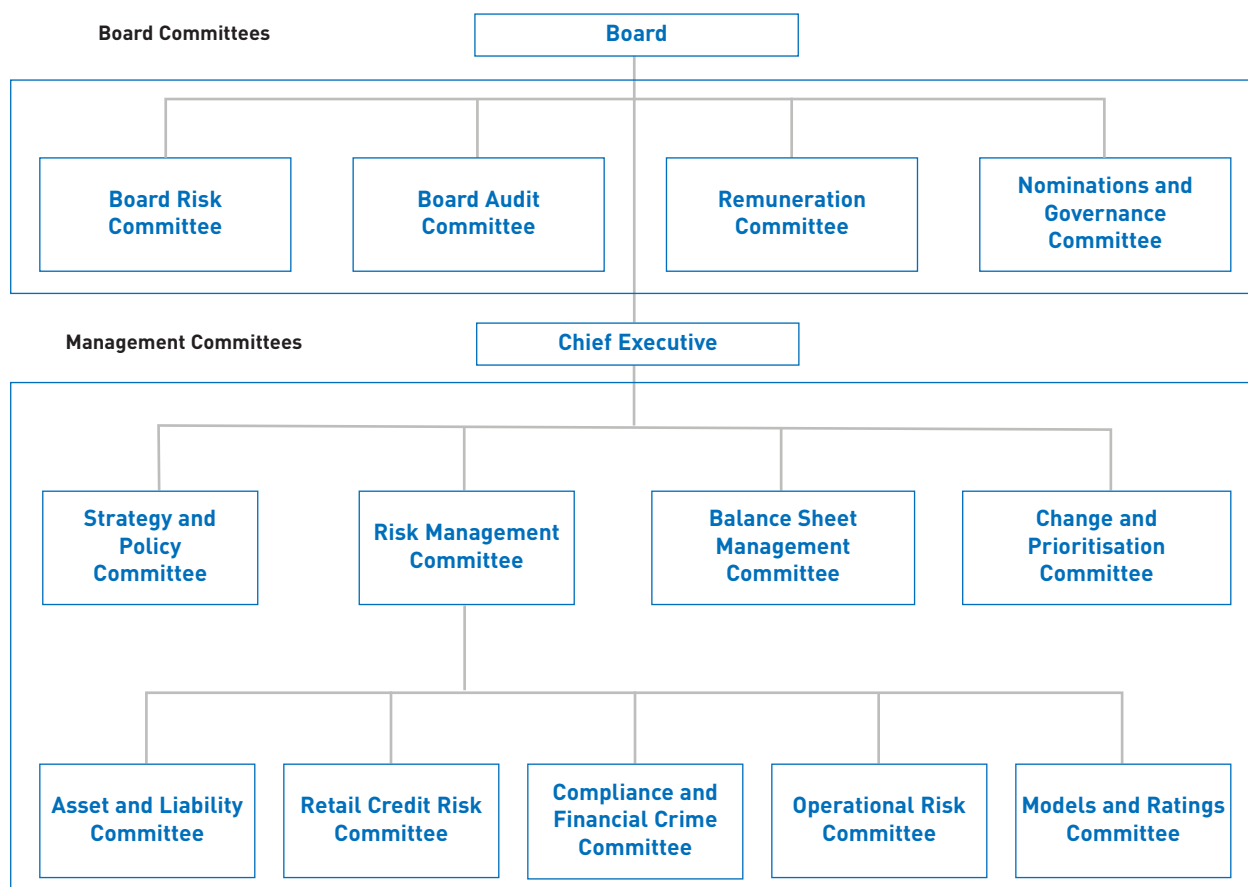 Board Committees
Board
Board Risk
Committee
Board Audit
Committee
Remuneration
Committee
Nominations and
Governance
Committee
Management Committees
Chief Executive
Strategy and
Policy
Committee
Risk Management
Committee
Balance Sheet
Management
Committee
Change and
Prioritisation
Committee
Asset and Liability
Committee
Retail Credit Risk
Committee
Compliance and
Financial Crime
Committee
Operational Risk
Committee
Models and Ratings
Committee